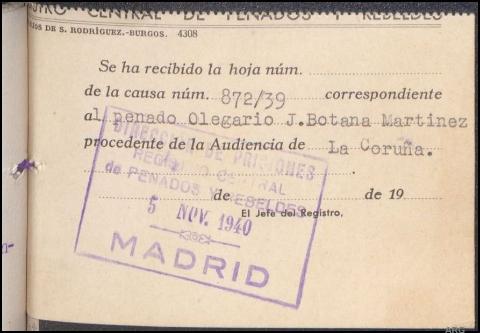 CENTRAL DE PENADOS Y REBELDES
DE S. RODRÍGUEZ.-BURGOS. 4308
Se ha recibido la hoja núm.
de la causa núm. 872/39 correspondiente
al penado Olegario J.Botana Martinez
procedente de la Audiencia de La Coruña.
de de 19
El Jefe del Registro,
DIRECCION DE PRISIONES
REGISTRO CENTRAL
de PENADOS Y REBELDES
5 NOV. 1940
MADRID
ARG